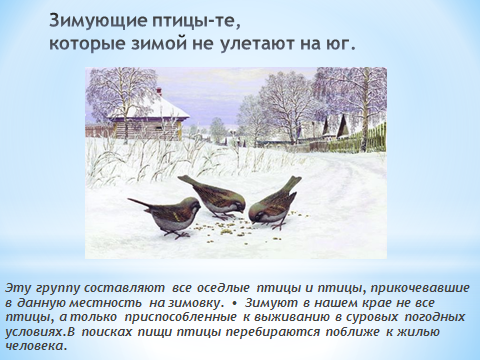 Зимующие птицы-те,
которые зимой не улетают на юг.
Эту группу составляют все оседлые птицы и птицы, прикочевавшие
в данную местность на зимовку. • Зимуют в нашем крае не все
птицы, а только приспособленные к выживанию в суровых погодных
условиях.В поисках пищи птицы перебираются поближе к жилью
человека.